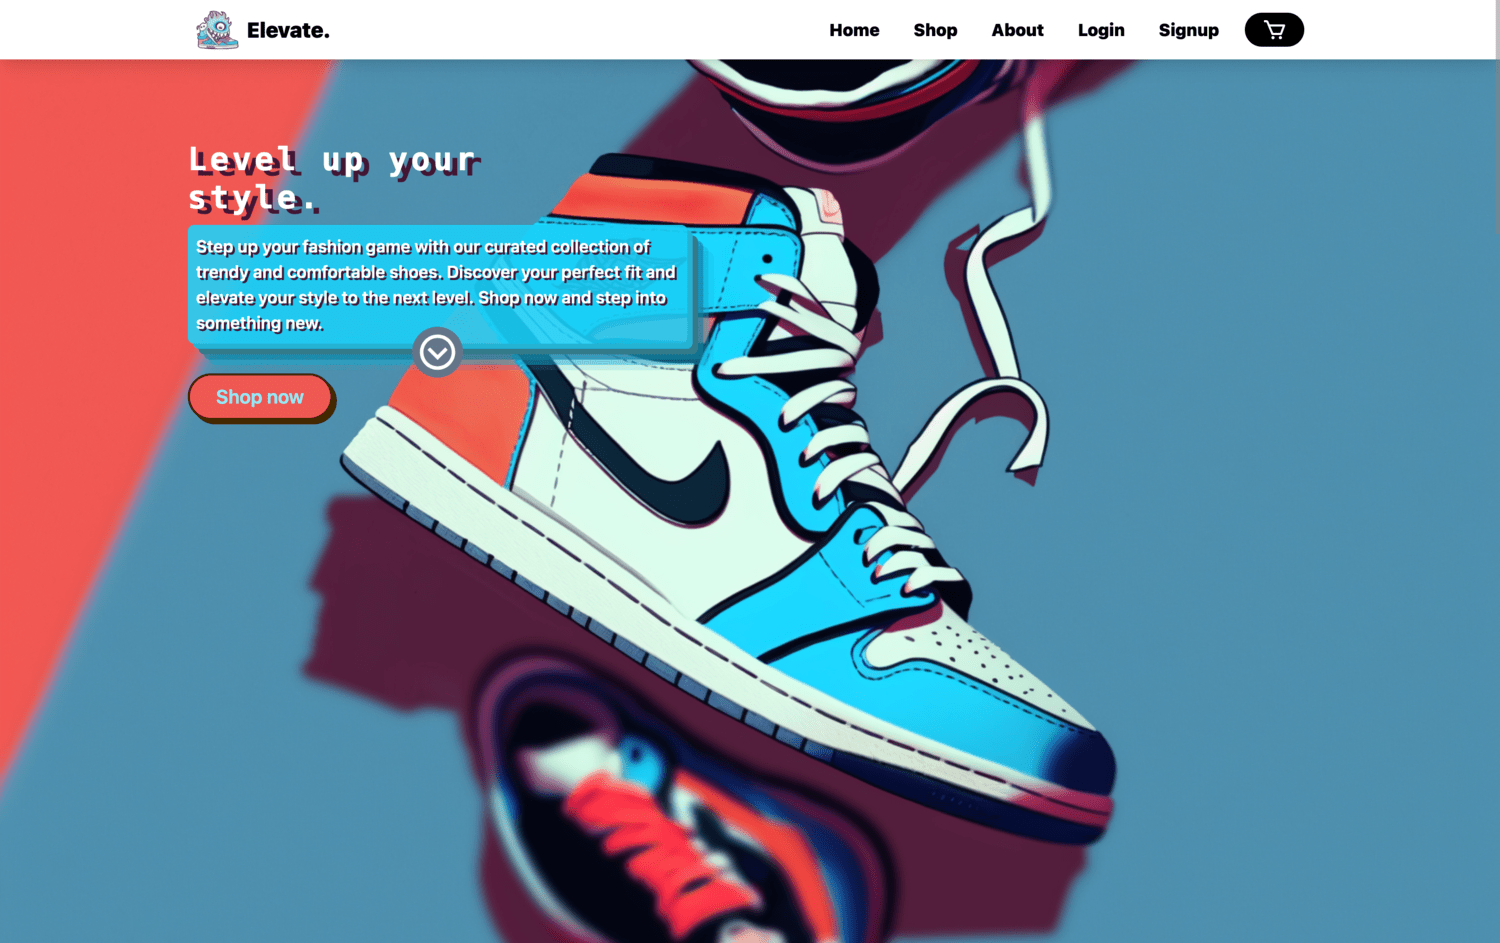 Elevate.
Home
Shop
About
Login
Signup
Level up your
style.
Step up your fashion game with our curated collection of
trendy and comfortable shoes. Discover your perfect fit and
elevate your style to the next level. Shop now and step into
something new.
Shop now